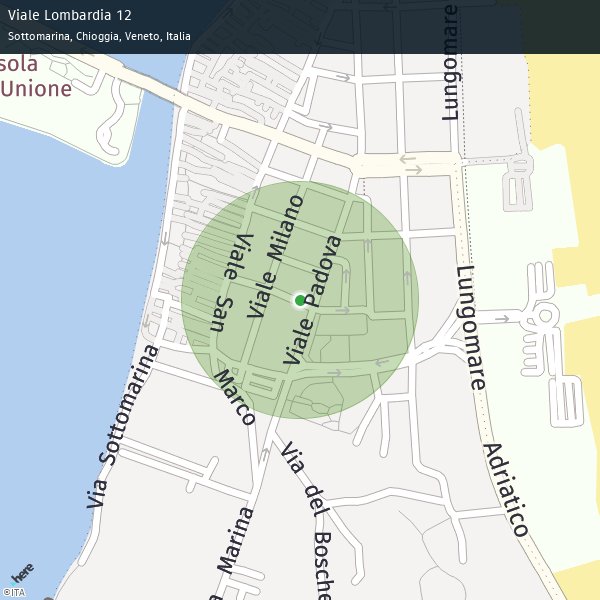 Viale Lombardia 12
Sottomarina, Chioggia, Veneto, Italia
sola
Unione
Lungomare
Viale Milano
Viale San
Viale Padova
Lungomare
Via Sottomarina
Marco
Adriatico
Via del Bosche
a Marina
here
©ITA